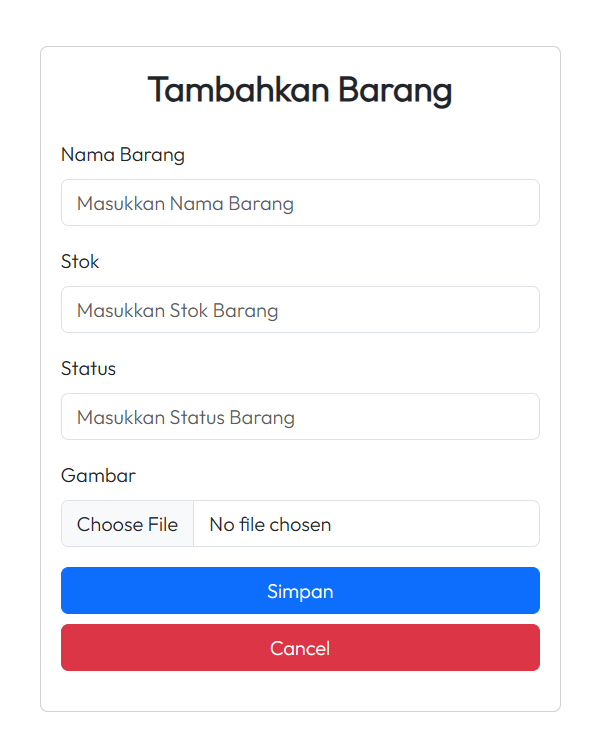 Tambahkan Barang
Nama Barang
Masukkan Nama Barang
Stok
Masukkan Stok Barang
Status
Masukkan Status Barang
Gambar
Choose File No file chosen
Simpan
Cancel